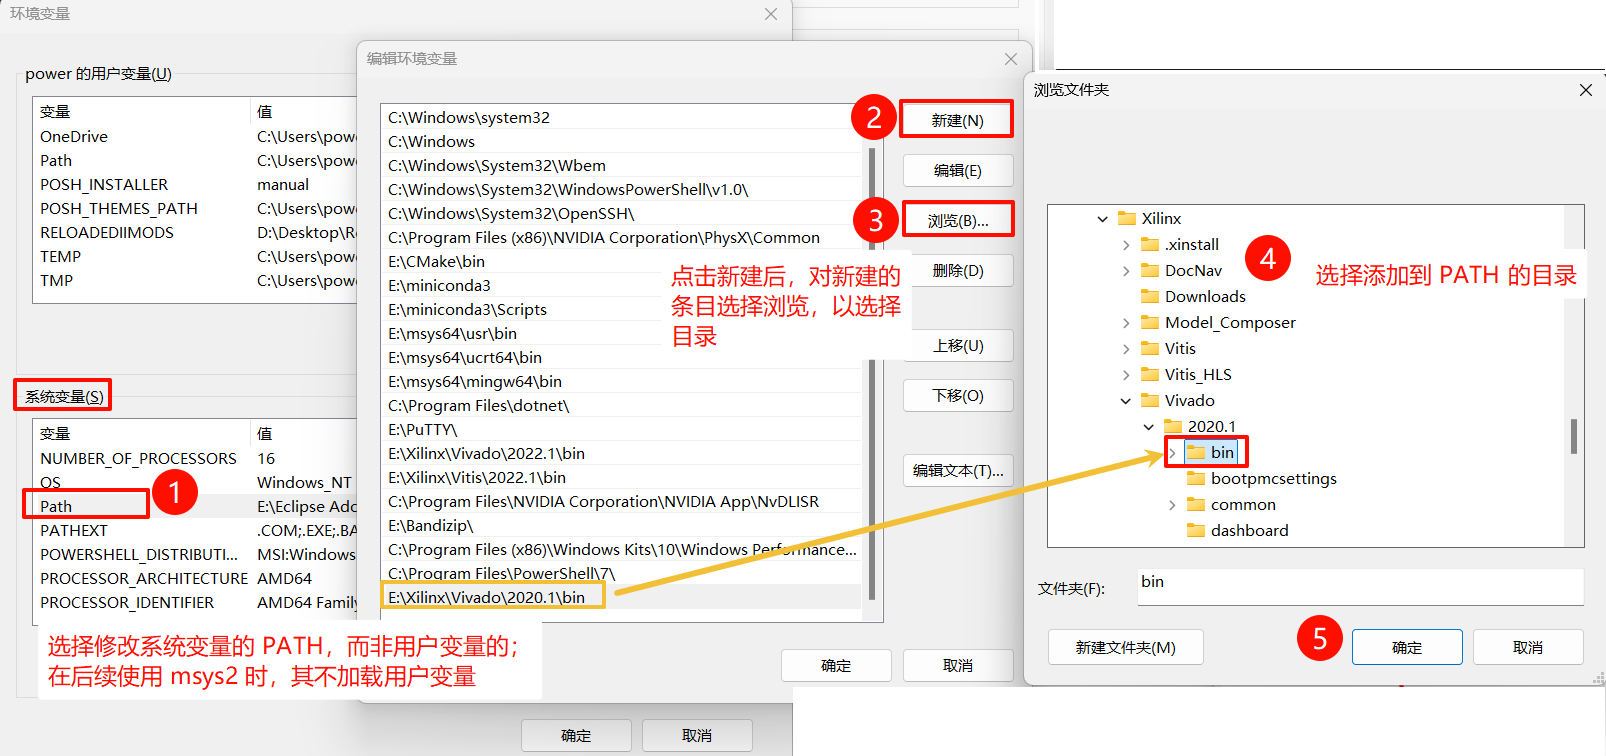 环境变量
power 的用户变量(U)
变量 值
OneDrive C:\Users\powe
Path C:\Users\powe
POSH_INSTALLER manual
POSH_THEMES_PATH C:\Users\powe
RELOADEDIIMODS D:\Desktop\Re
TEMP C:\Users\powe
TMP C:\Users\powe
系统变量(S)
变量 值
NUMBER_OF_PROCESSORS 16
OS Windows_NT
Path E:\Eclipse Adc
1
PATHEXT .COM;.EXE;.BA
POWERSHELL_DISTRIBUTI... MSI:Windows
PROCESSOR_ARCHITECTURE AMD64
PROCESSOR_IDENTIFIER AMD64 Family
选择修改系统变量的 PATH，而非用户变量的；
在后续使用 msys2 时，其不加载用户变量
确定 取消
编辑环境变量
C:\Windows\system32
C:\Windows
C:\Windows\System32\Wbem
C:\Windows\System32\WindowsPowerShell\v1.0\
C:\Windows\System32\OpenSSH\
C:\Program Files (x86)\NVIDIA Corporation\PhysX\Common
E:\CMake\bin
E:\miniconda3
E:\miniconda3\Scripts
E:\msys64\usr\bin
E:\msys64\ucrt64\bin
E:\msys64\mingw64\bin
C:\Program Files\dotnet\
E:\PuTTY\
E:\Xilinx\Vivado\2022.1\bin
E:\Xilinx\Vitis\2022.1\bin
C:\Program Files\NVIDIA Corporation\NVIDIA App\NvDLISR
E:\Bandizip\
C:\Program Files (x86)\Windows Kits\10\Windows Performance...
C:\Program Files\PowerShell\7\
E:\Xilinx\Vivado\2020.1\bin
2
新建(N)
编辑(E)
3
浏览(B)...
删除(D)
点击新建后，对新建的
条目选择浏览，以选择
目录
上移(U)
下移(O)
编辑文本(T)...
确定 取消
浏览文件夹
Xilinx
.xinstall
DocNav
Downloads
Model_Composer
Vitis
Vitis_HLS
Vivado
2020.1
bin
bootpmcsettings
common
dashboard
4
选择添加到 PATH 的目录
文件夹(F): bin
新建文件夹(M)
5
确定 取消